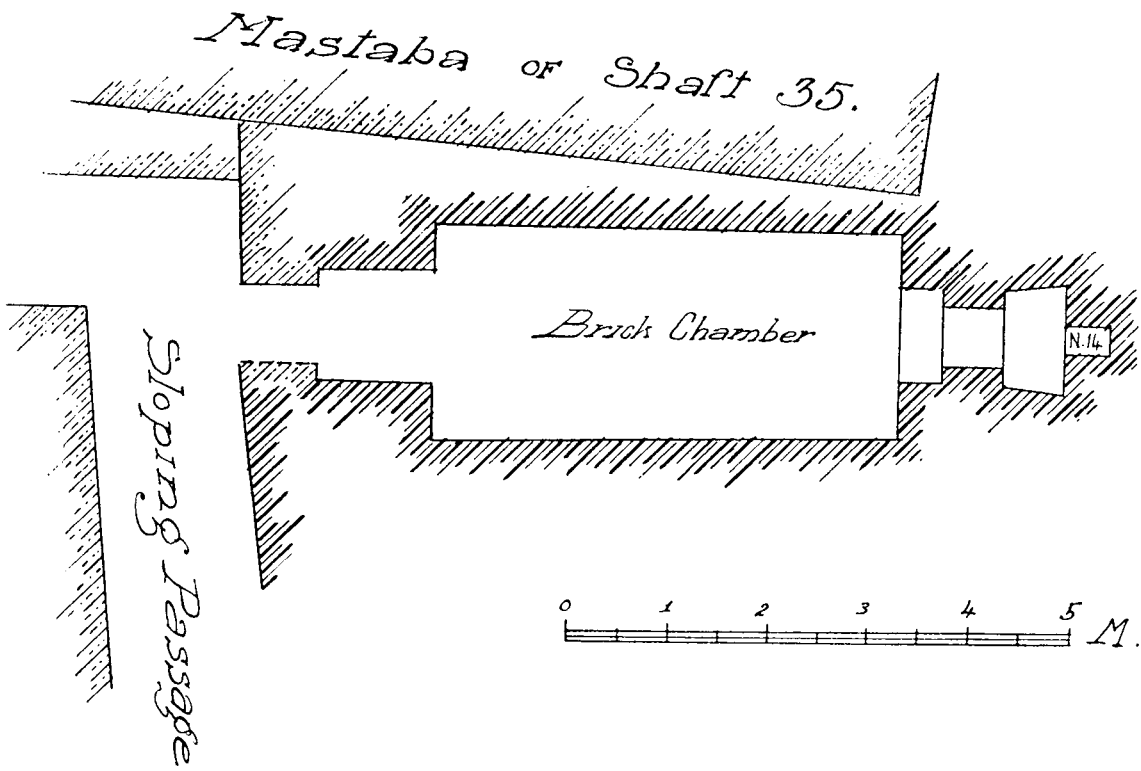 Mastaba OF Shaft 35.
Brick Chamber
N.14
Sloping Passage
0 1 2 3 4 5 M.